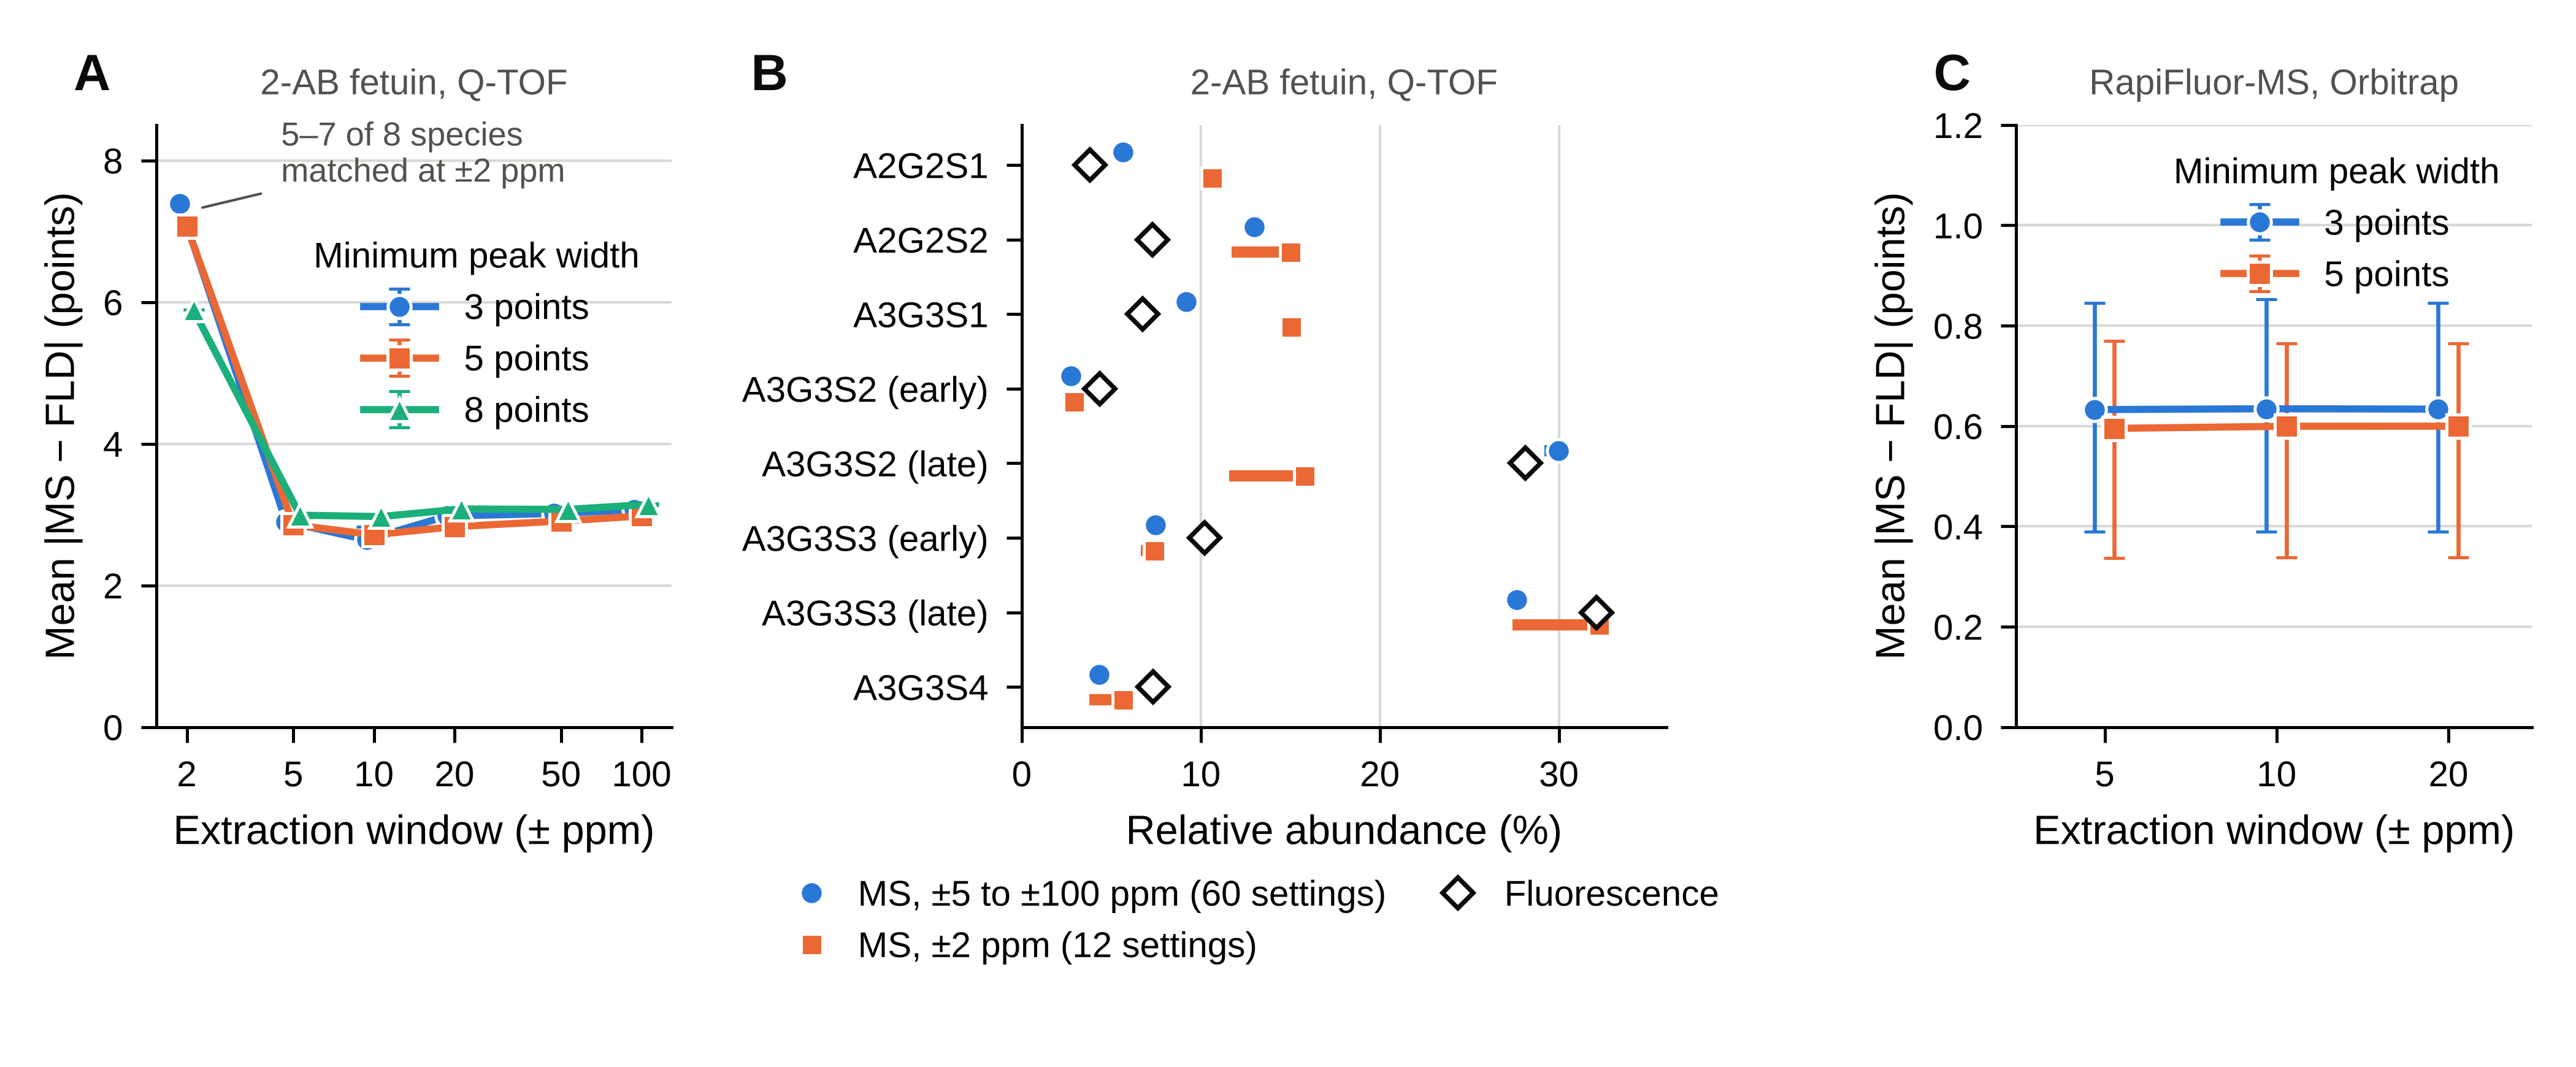 A
2-AB fetuin, Q-TOF
5–7 of 8 species
matched at ±2 ppm
Minimum peak width
3 points
5 points
8 points
Mean |MS − FLD| (points)
8
6
4
2
0
2 5 10 20 50 100
Extraction window (± ppm)
B
2-AB fetuin, Q-TOF
A2G2S1
A2G2S2
A3G3S1
A3G3S2 (early)
A3G3S2 (late)
A3G3S3 (early)
A3G3S3 (late)
A3G3S4
0 10 20 30
Relative abundance (%)
MS, ±5 to ±100 ppm (60 settings)
MS, ±2 ppm (12 settings)
Fluorescence
C
RapiFluor-MS, Orbitrap
Minimum peak width
3 points
5 points
Mean |MS − FLD| (points)
1.2
1.0
0.8
0.6
0.4
0.2
0.0
5 10 20
Extraction window (± ppm)